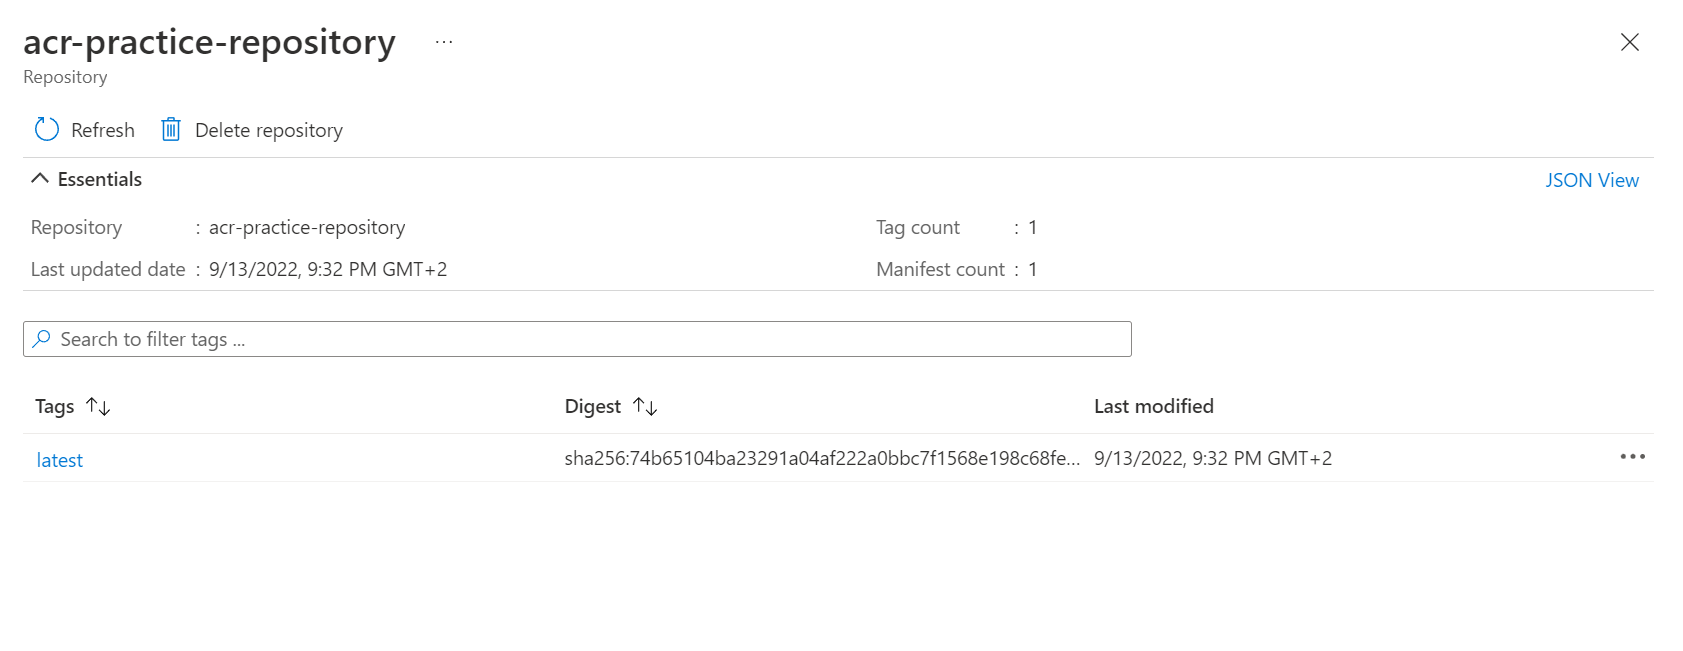 acr-practice-repository ...
Repository
Refresh Delete repository
Essentials JSON View
Repository : acr-practice-repository Tag count : 1
Last updated date : 9/13/2022, 9:32 PM GMT+2 Manifest count : 1
Search to filter tags ...
Tags ↑↓ Digest ↑↓ Last modified
latest sha256:74b65104ba23291a04af222a0bbc7f1568e198c68fe... 9/13/2022, 9:32 PM GMT+2 •••